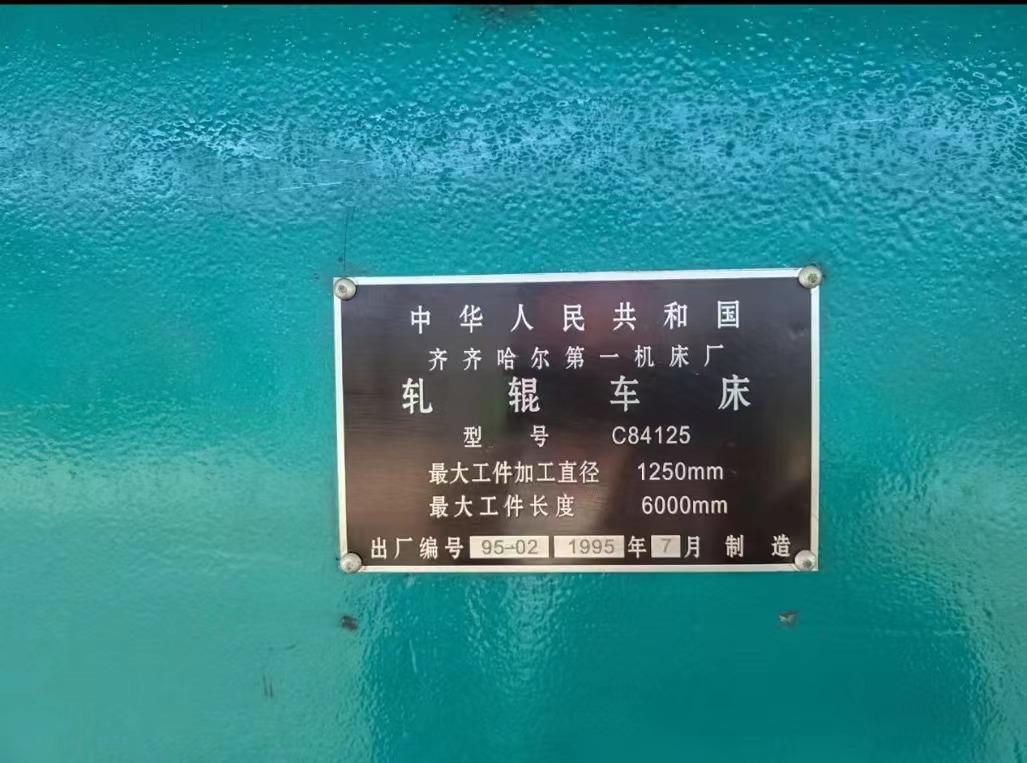 中华人民共和国
齐齐哈尔第一机床厂
轧辊车床
型号 C84125
最大工件加工直径 1250mm
最大工件长度 6000mm
出厂编号 95-02 1995年7月制造